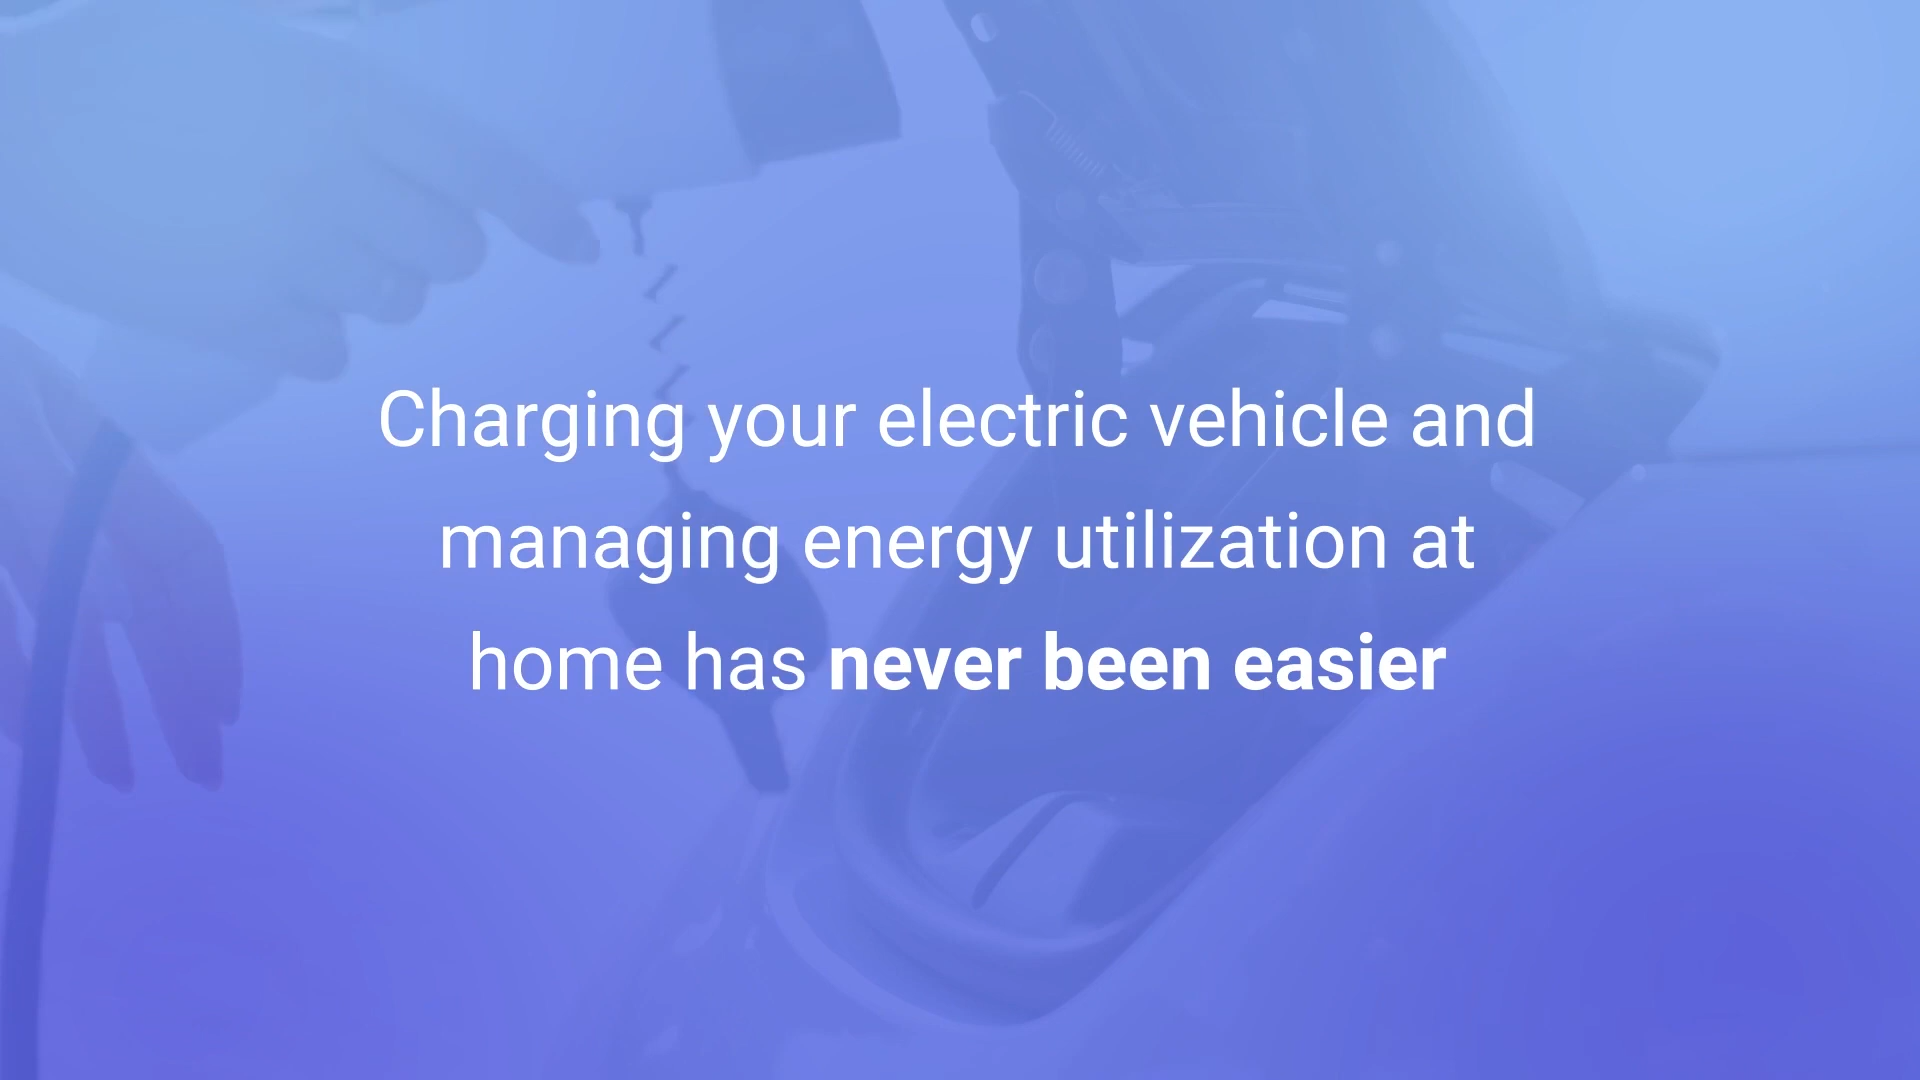 Charging your electric vehicle and
managing energy utilization at
home has never been easier